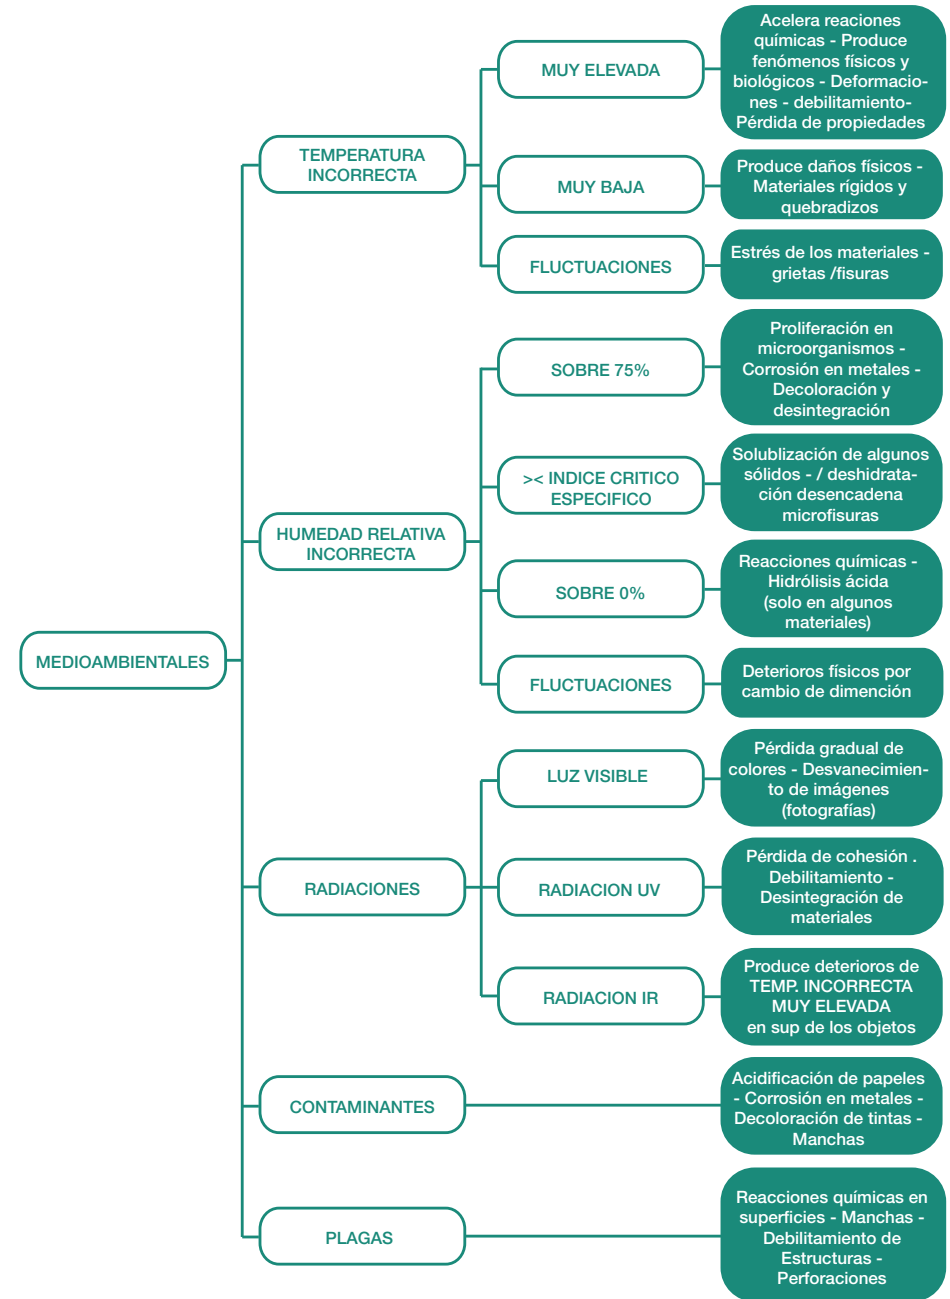 MEDIOAMBIENTALES
TEMPERATURA
INCORRECTA
MUY ELEVADA
Acelera reaciones
químicas - Produce
fenómenos físicos y
biológicos - Deformacio-
nes - debilitamiento-
Pérdida de propiedades
MUY BAJA
Produce daños físicos -
Materiales rígidos y
quebradizos
FLUCTUACIONES
Estrés de los materiales -
grietas /fisuras
HUMEDAD RELATIVA
INCORRECTA
SOBRE 75%
Proliferación en
microorganismos -
Corrosión en metales -
Decoloración y
desintegración
>< INDICE CRITICO
ESPECIFICO
Solublización de algunos
sólidos - / deshidrata-
ción desencadena
microfisuras
SOBRE 0%
Reacciones químicas -
Hidrólisis ácida
(solo en algunos
materiales)
FLUCTUACIONES
Deterioros físicos por
cambio de dimención
RADIACIONES
LUZ VISIBLE
Pérdida gradual de
colores - Desvanecimien-
to de imágenes
(fotografías)
RADIACION UV
Pérdida de cohesión .
Debilitamiento -
Desintegración de
materiales
RADIACION IR
Produce deterioros de
TEMP. INCORRECTA
MUY ELEVADA
en sup de los objetos
CONTAMINANTES
Acidificación de papeles
- Corrosión en metales -
Decoloración de tintas -
Manchas
PLAGAS
Reacciones químicas en
superficies - Manchas -
Debilitamiento de
Estructuras -
Perforaciones